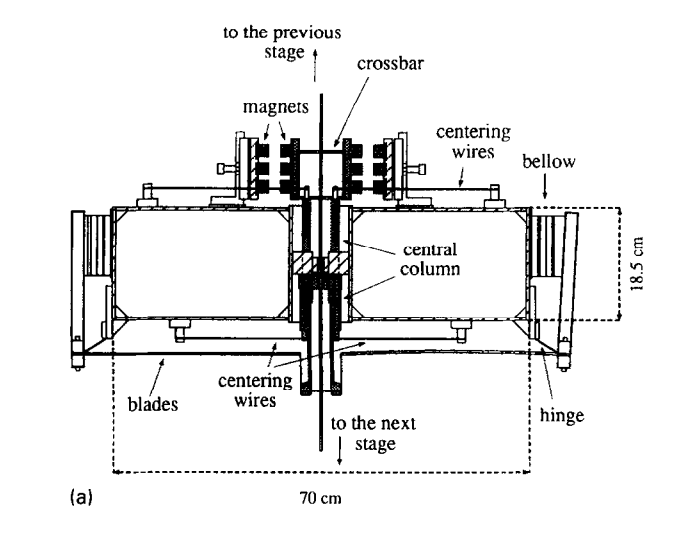 to the previous
stage
crossbar
magnets
centering
wires
bellow
central
column
18.5 cm
centering
wires
blades
hinge
to the next
stage
(a)
70 cm